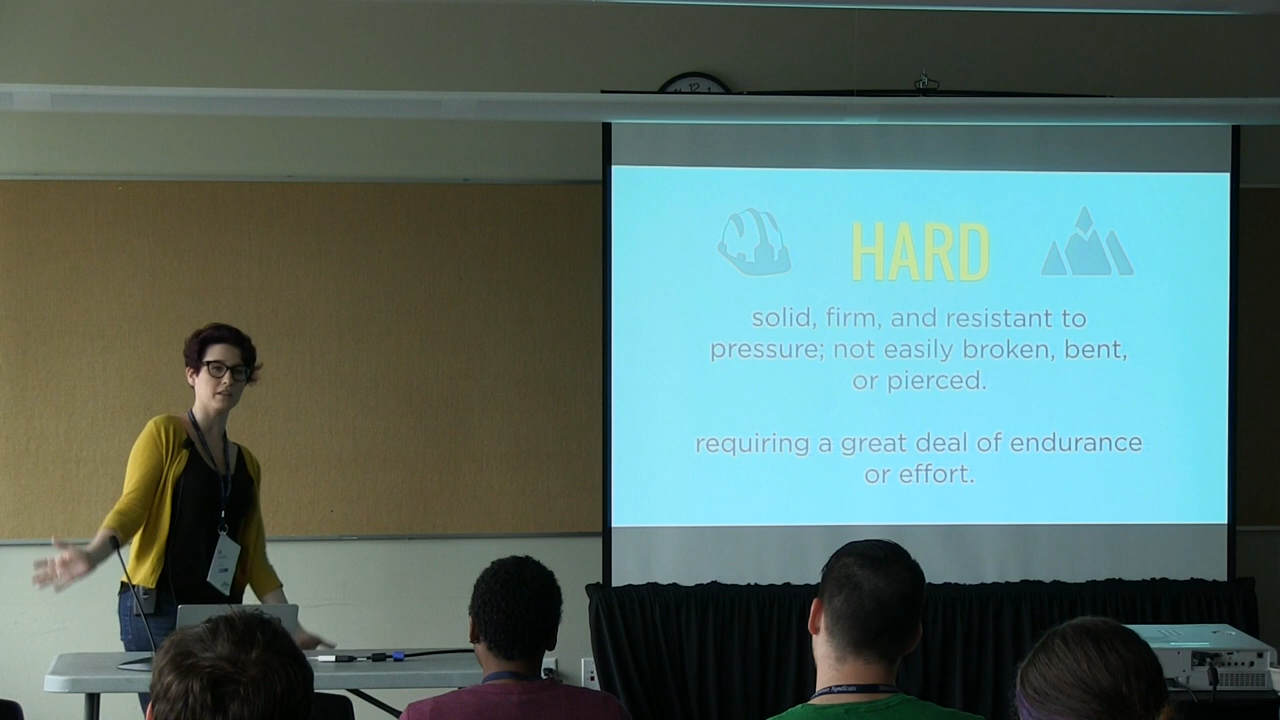 12
HARD
solid, firm, and resistant to
pressure; not easily broken, bent,
or pierced.
requiring a great deal of endurance
or effort.